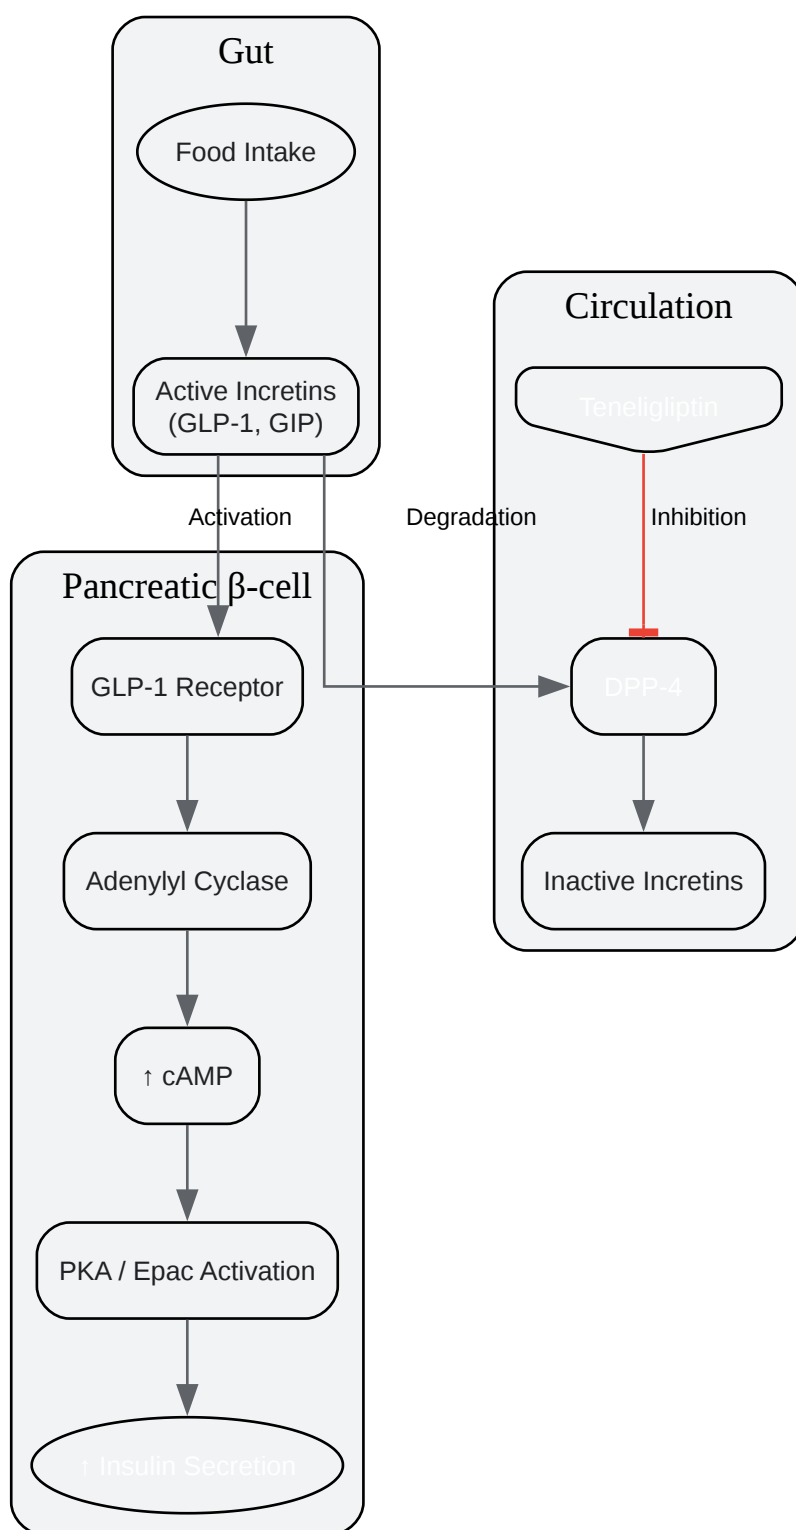 Gut
Food Intake
Active Incretins
(GLP-1, GIP)
Circulation
Teneligliptin
Activation
Degradation
Inhibition
Pancreatic β-cell
GLP-1 Receptor
DPP-4
Adenylyl Cyclase
Inactive Incretins
↑ cAMP
PKA / Epac Activation
↑ Insulin Secretion